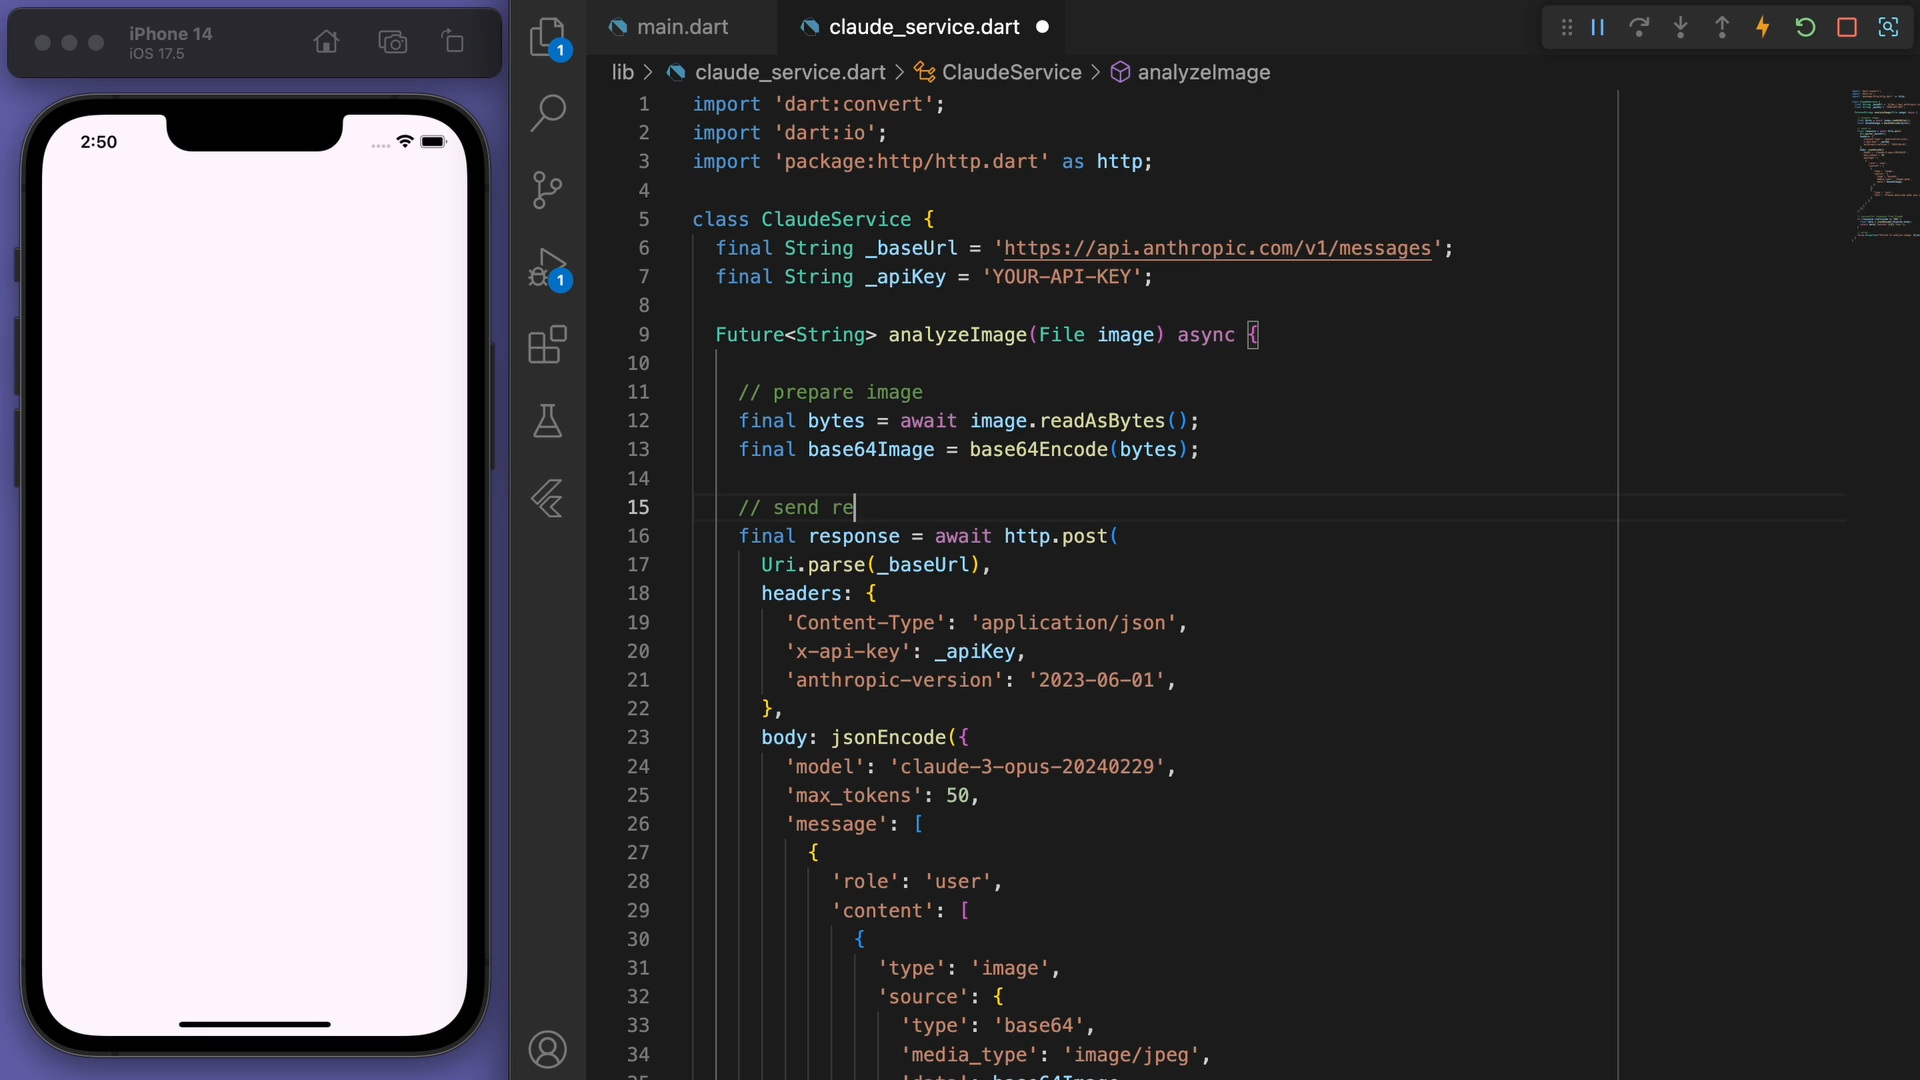 iPhone 14
iOS 17.5
2:50
1
1
main.dart
claude_service.dart
lib > claude_service.dart > ClaudeService > analyzeImage
1 import 'dart:convert';
2 import 'dart:io';
3 import 'package:http/http.dart' as http;
4
5 class ClaudeService {
6 final String _baseUrl = 'https://api.anthropic.com/v1/messages';
7 final String _apiKey = 'YOUR-API-KEY';
8
9 Future<String> analyzeImage(File image) async {
10
11 // prepare image
12 final bytes = await image.readAsBytes();
13 final base64Image = base64Encode(bytes);
14
15 // send re
16 final response = await http.post(
17 Uri.parse(_baseUrl),
18 headers: {
19 'Content-Type': 'application/json',
20 'x-api-key': _apiKey,
21 'anthropic-version': '2023-06-01',
22 },
23 body: jsonEncode({
24 'model': 'claude-3-opus-20240229',
25 'max_tokens': 50,
26 'message': [
27 {
28 'role': 'user',
29 'content': [
30 {
31 'type': 'image',
32 'source': {
33 'type': 'base64',
34 'media_type': 'image/jpeg',